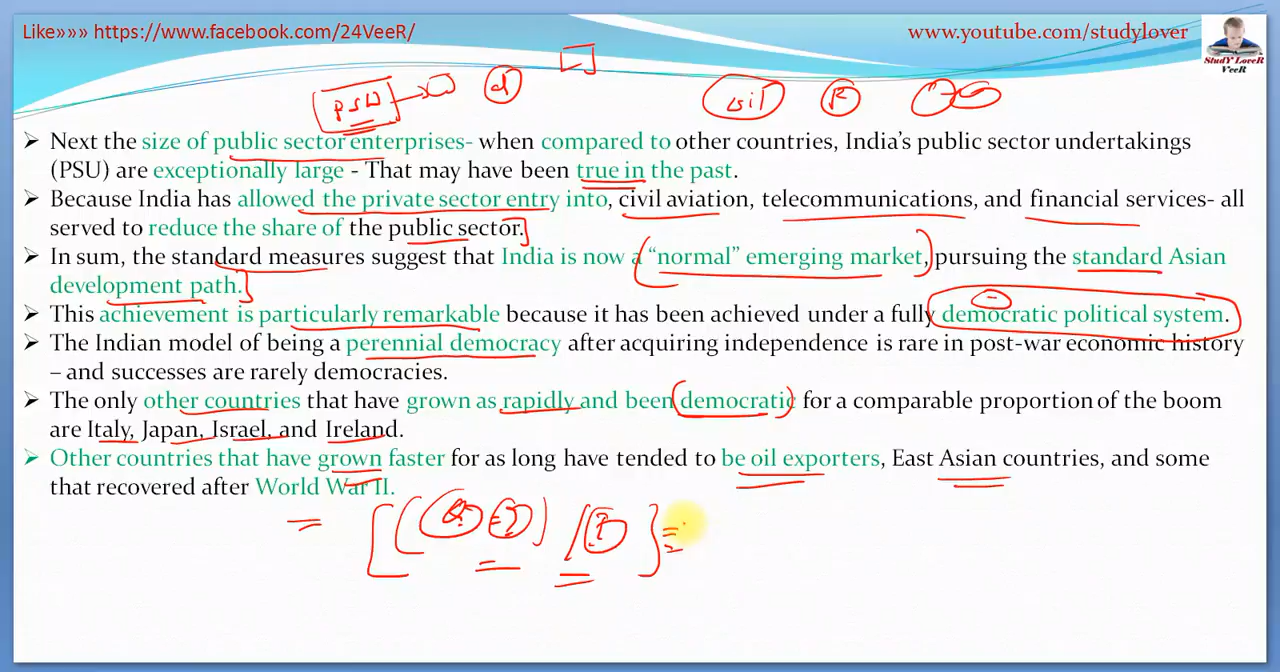 Like»»» https://www.facebook.com/24VeeR/
www.youtube.com/studylover
StudY LoveR
VeeR
PSU
oil
➢ Next the size of public sector enterprises- when compared to other countries, India's public sector undertakings
(PSU) are exceptionally large - That may have been true in the past.
➢ Because India has allowed the private sector entry into, civil aviation, telecommunications, and financial services- all
served to reduce the share of the public sector.
➢ In sum, the standard measures suggest that India is now a "normal" emerging market, pursuing the standard Asian
development path.
➢ This achievement is particularly remarkable because it has been achieved under a fully democratic political system.
➢ The Indian model of being a perennial democracy after acquiring independence is rare in post-war economic history
– and successes are rarely democracies.
➢ The only other countries that have grown as rapidly and been democratic for a comparable proportion of the boom
are Italy, Japan, Israel, and Ireland.
➢ Other countries that have grown faster for as long have tended to be oil exporters, East Asian countries, and some
that recovered after World War II.